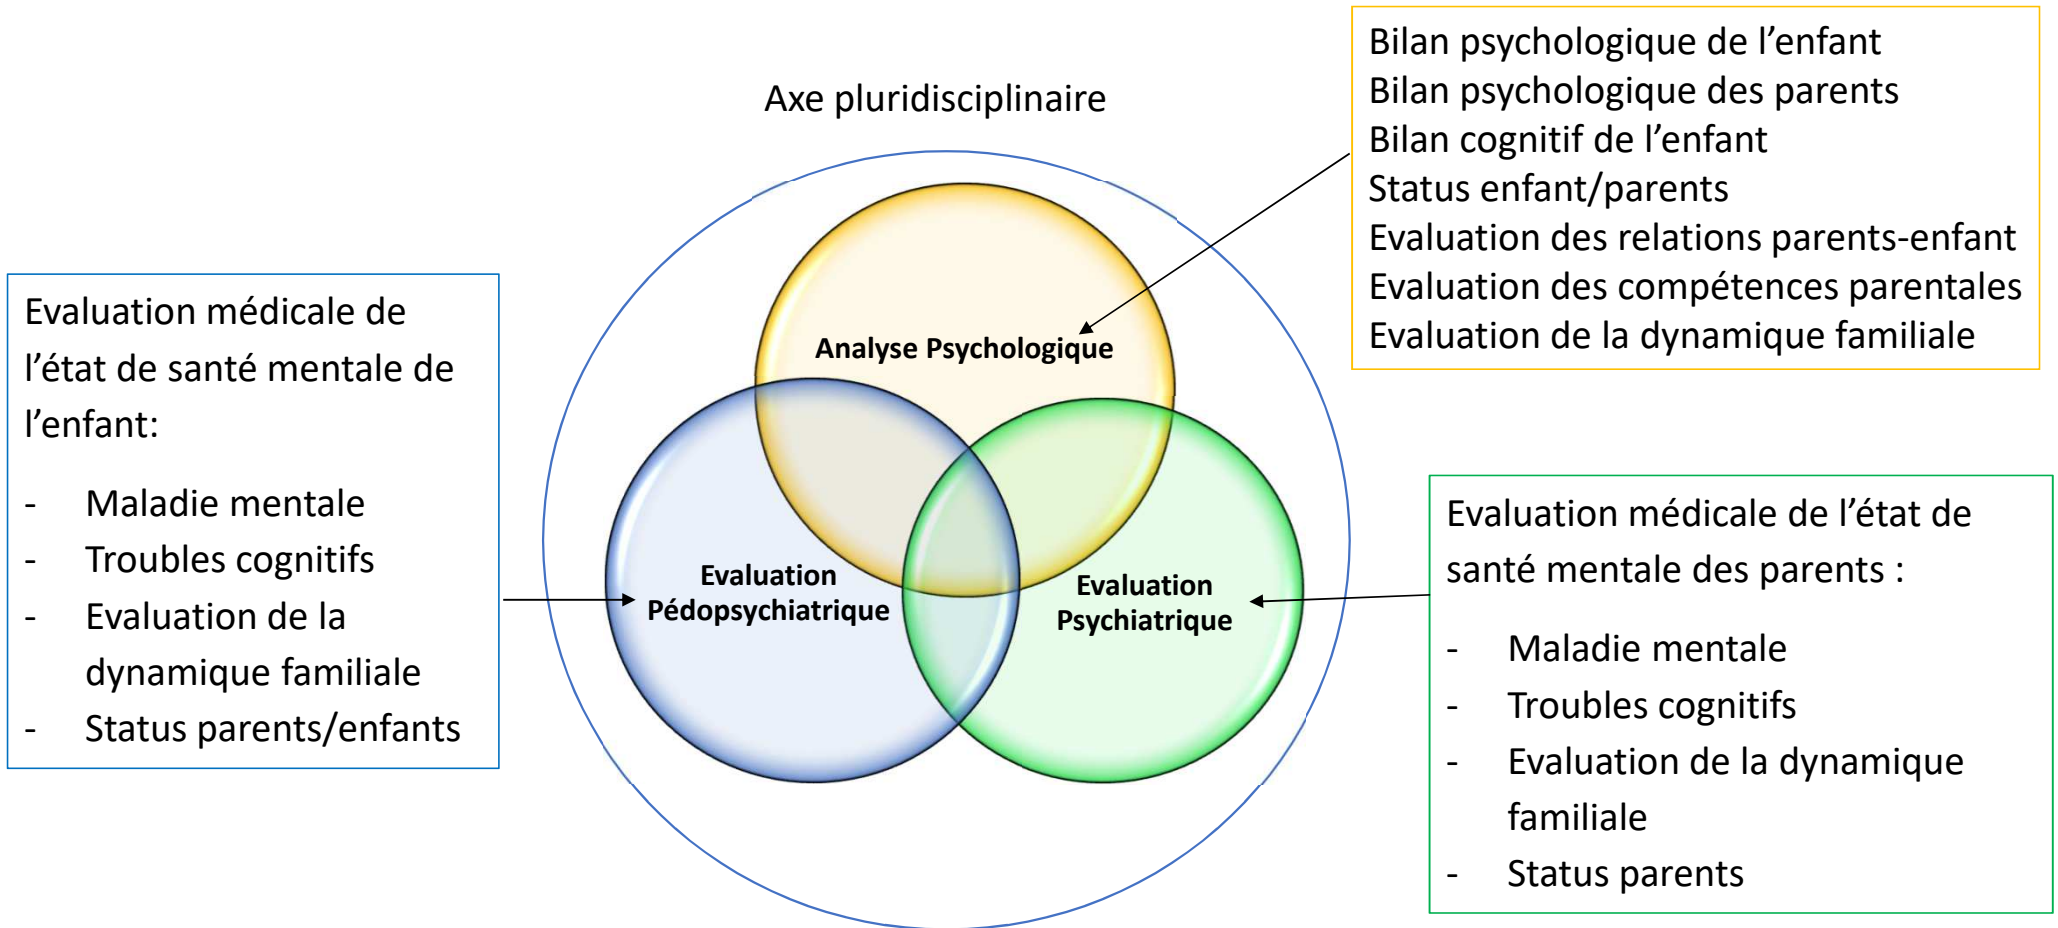 Axe pluridisciplinaire
Bilan psychologique de l’enfant
Bilan psychologique des parents
Bilan cognitif de l’enfant
Status enfant/parents
Evaluation des relations parents-enfant
Evaluation des compétences parentales
Evaluation de la dynamique familiale
Analyse Psychologique
Evaluation médicale de
l’état de santé mentale de
l’enfant:
- Maladie mentale
- Troubles cognitifs
- Evaluation de la
dynamique familiale
- Status parents/enfants
Evaluation
Pédopsychiatrique
Evaluation
Psychiatrique
Evaluation médicale de l’état de
santé mentale des parents :
- Maladie mentale
- Troubles cognitifs
- Evaluation de la dynamique
familiale
- Status parents